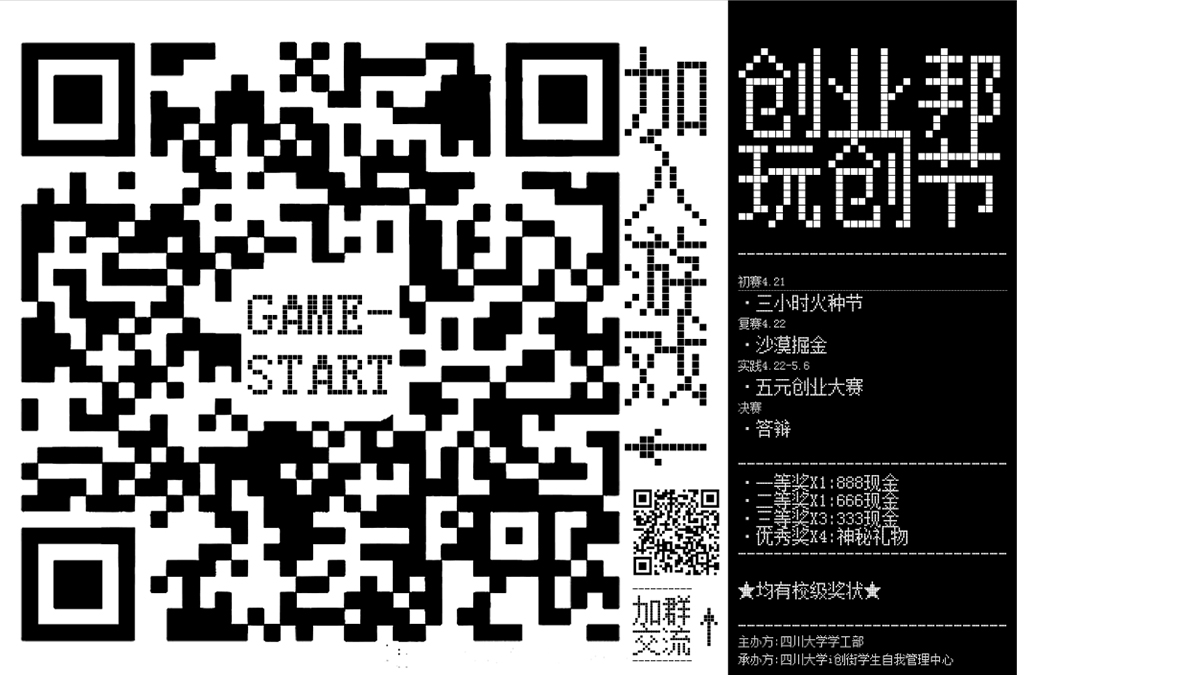 GAME-
START
加入游戏
加群
交流
创业帮
玩创节
初赛4.21
·三小时火种节
复赛4.22
·沙漠掘金
实践4.22-5.6
·五元创业大赛
决赛
·答辩
·一等奖X1:888现金
·二等奖X1:666现金
·三等奖X3:333现金
·优秀奖X4:神秘礼物
★均有校级奖状★
主办方:四川大学学工部
承办方:四川大学i创街学生自我管理中心